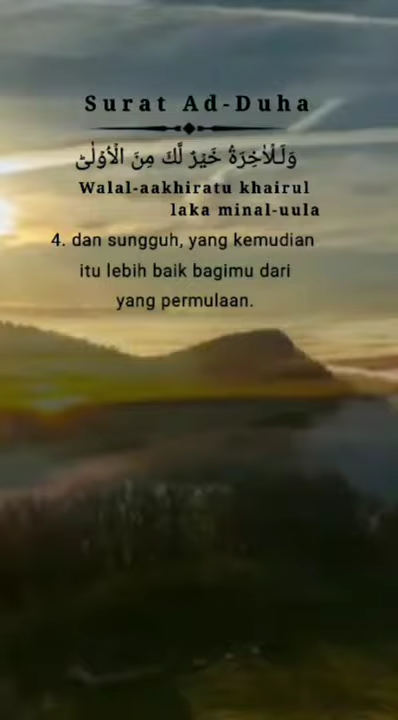 Surat Ad-Duha
وَلَـلْاٰخِرَةُ خَيْرٌ لَّكَ مِنَ الْاُوْلٰىۗ
Walal-aakhiratu khairul
laka minal-uula
4. dan sungguh, yang kemudian
itu lebih baik bagimu dari
yang permulaan.